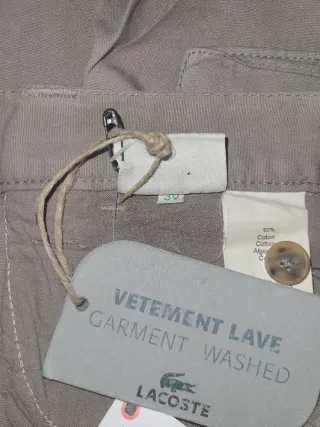 30
100%
Coton
Cotton
VETEMENT LAVE
GARMENT WASHED
LACOSTE